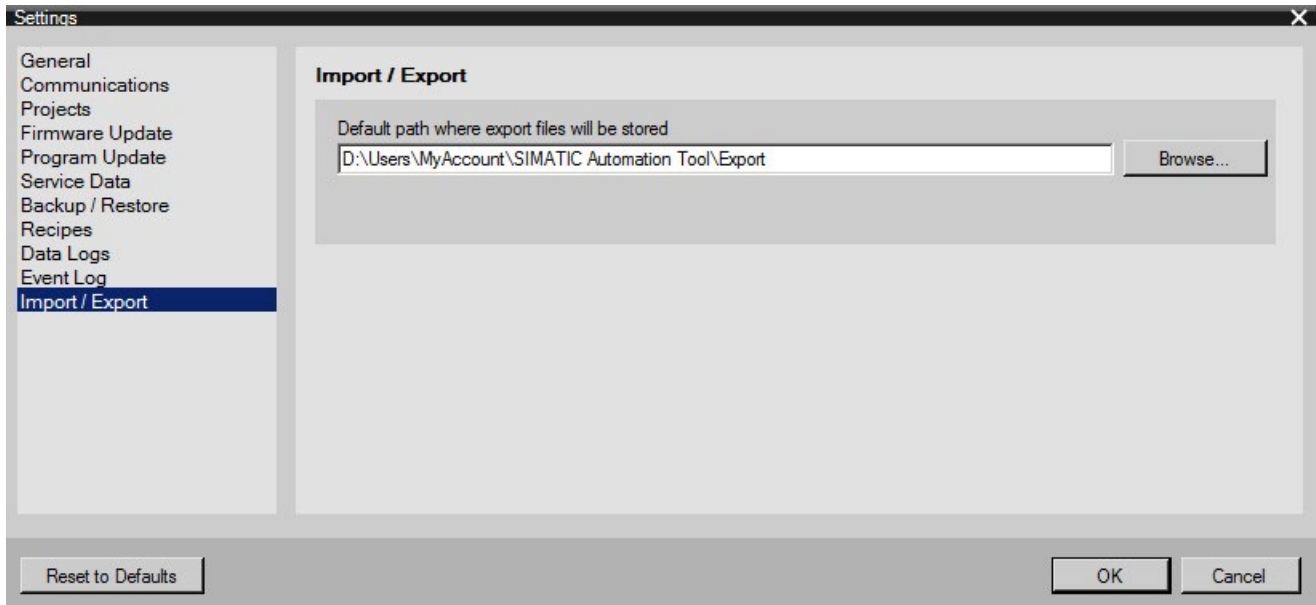 Settings
General
Communications
Projects
Firmware Update
Program Update
Service Data
Backup / Restore
Recipes
Data Logs
Event Log
Import / Export
Import / Export
Default path where export files will be stored
D:\Users\MyAccount\SIMATIC Automation Tool\Export
Browse...
Reset to Defaults
OK
Cancel